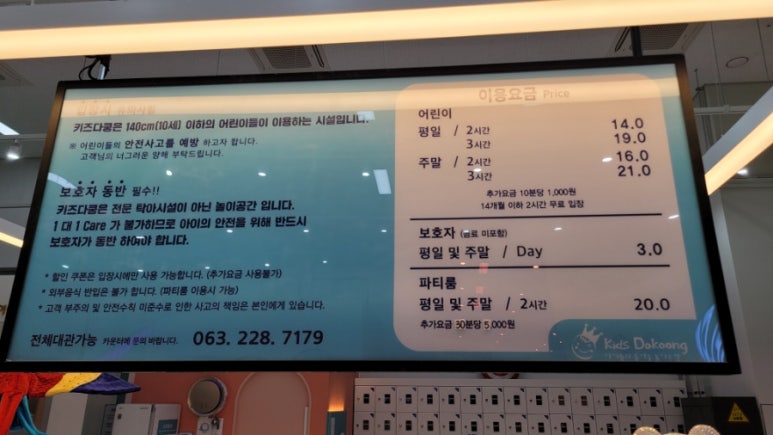 입장시 유의사항
키즈다쿵은 140cm(10세) 이하의 어린이들이 이용하는 시설입니다.
※ 어린이들의 안전사고를 예방 하고자 합니다.
고객님의 너그러운 양해 부탁드립니다.
보호자 동반 필수!!
키즈다쿵은 전문 탁아시설이 아닌 놀이공간 입니다.
1 대 1 Care 가 불가하므로 아이의 안전을 위해 반드시
보호자가 동반 하여야 합니다.
* 할인 쿠폰은 입장시에만 사용 가능합니다. (추가요금 사용불가)
* 외부음식 반입은 불가 합니다. (파티룸 이용시 가능)
* 고객 부주의 및 안전수칙 미준수로 인한 사고의 책임은 본인에게 있습니다.
전체대관가능 카운터에 문의 바랍니다. 063. 228. 7179
이용요금 Price
어린이
평일 / 2시간 14.0
3시간 19.0
주말 / 2시간 16.0
3시간 21.0
추가요금 10분당 1,000원
14개월 이하 2시간 무료 입장
보호자 (음료 미포함)
평일 및 주말 / Day 3.0
파티룸
평일 및 주말 / 2시간 20.0
추가요금 30분당 5,000원
Kids Dakoong